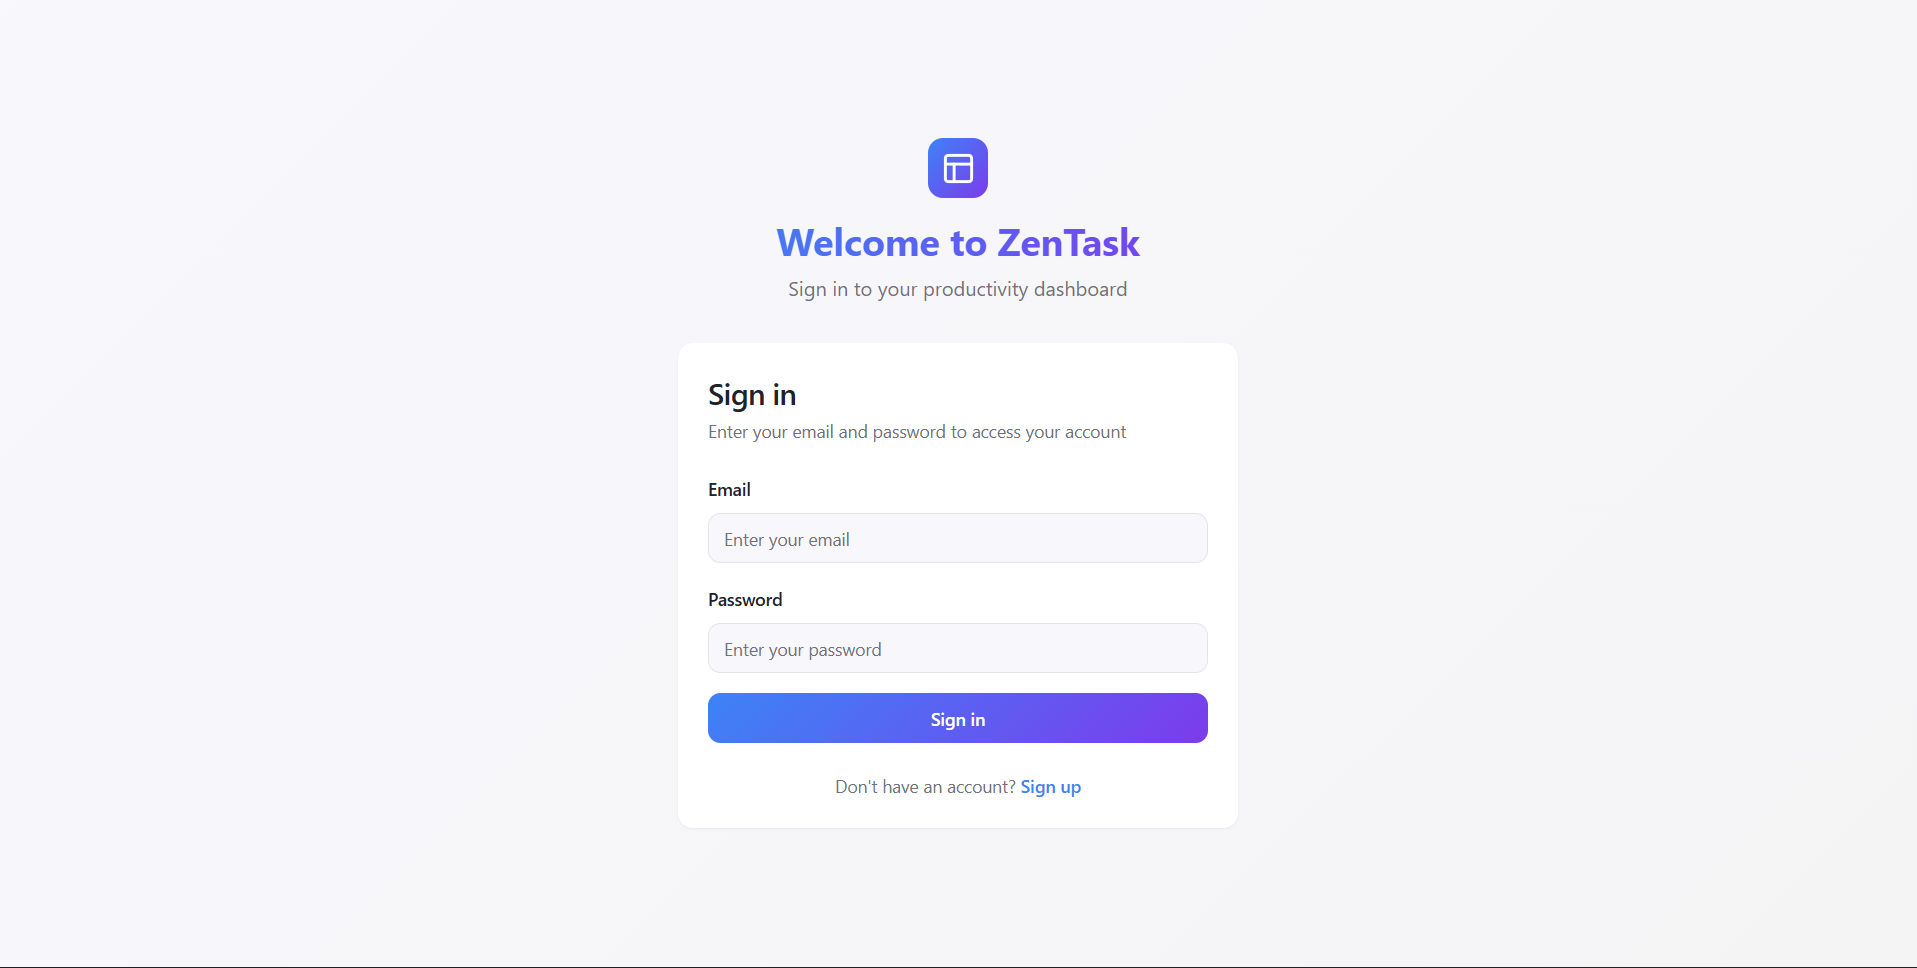 Welcome to ZenTask
Sign in to your productivity dashboard
Sign in
Enter your email and password to access your account
Email
Enter your email
Password
Enter your password
Sign in
Don't have an account? Sign up